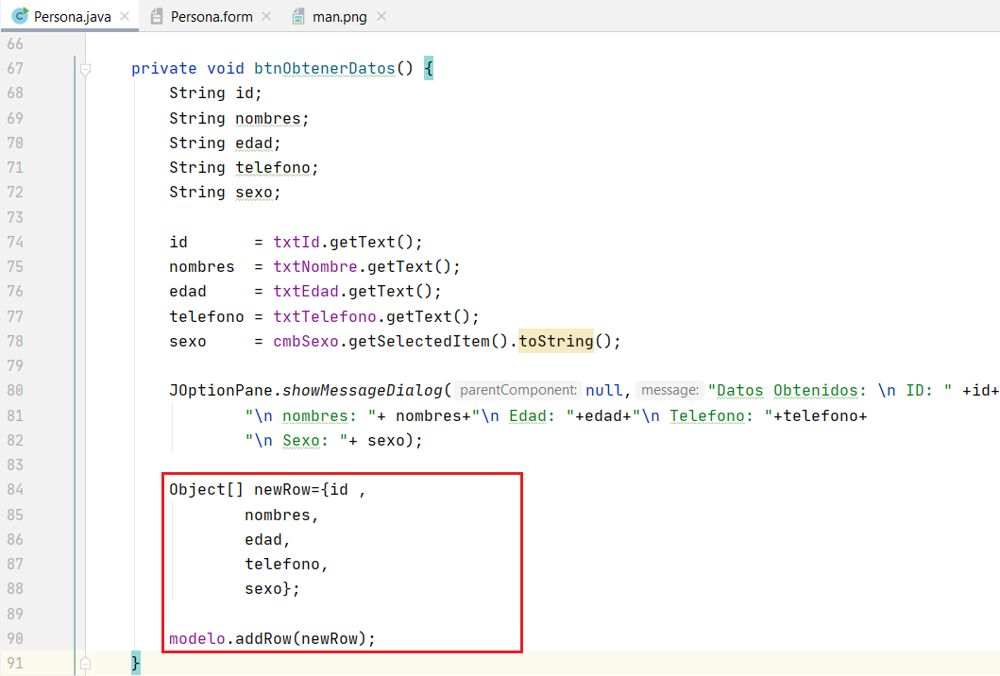 Persona.java Persona.form man.png
66
67 private void btnObtenerDatos() {
68 String id;
69 String nombres;
70 String edad;
71 String telefono;
72 String sexo;
73
74 id = txtId.getText();
75 nombres = txtNombre.getText();
76 edad = txtEdad.getText();
77 telefono = txtTelefono.getText();
78 sexo = cmbSexo.getSelectedItem().toString();
79
80 JOptionPane.showMessageDialog( parentComponent: null, message: "Datos Obtenidos: \n ID: " +id+
81 "\n nombres: "+ nombres+"\n Edad: "+edad+"\n Telefono: "+telefono+
82 "\n Sexo: "+ sexo);
83
84 Object[] newRow={id ,
85 nombres,
86 edad,
87 telefono,
88 sexo};
89
90 modelo.addRow(newRow);
91 }